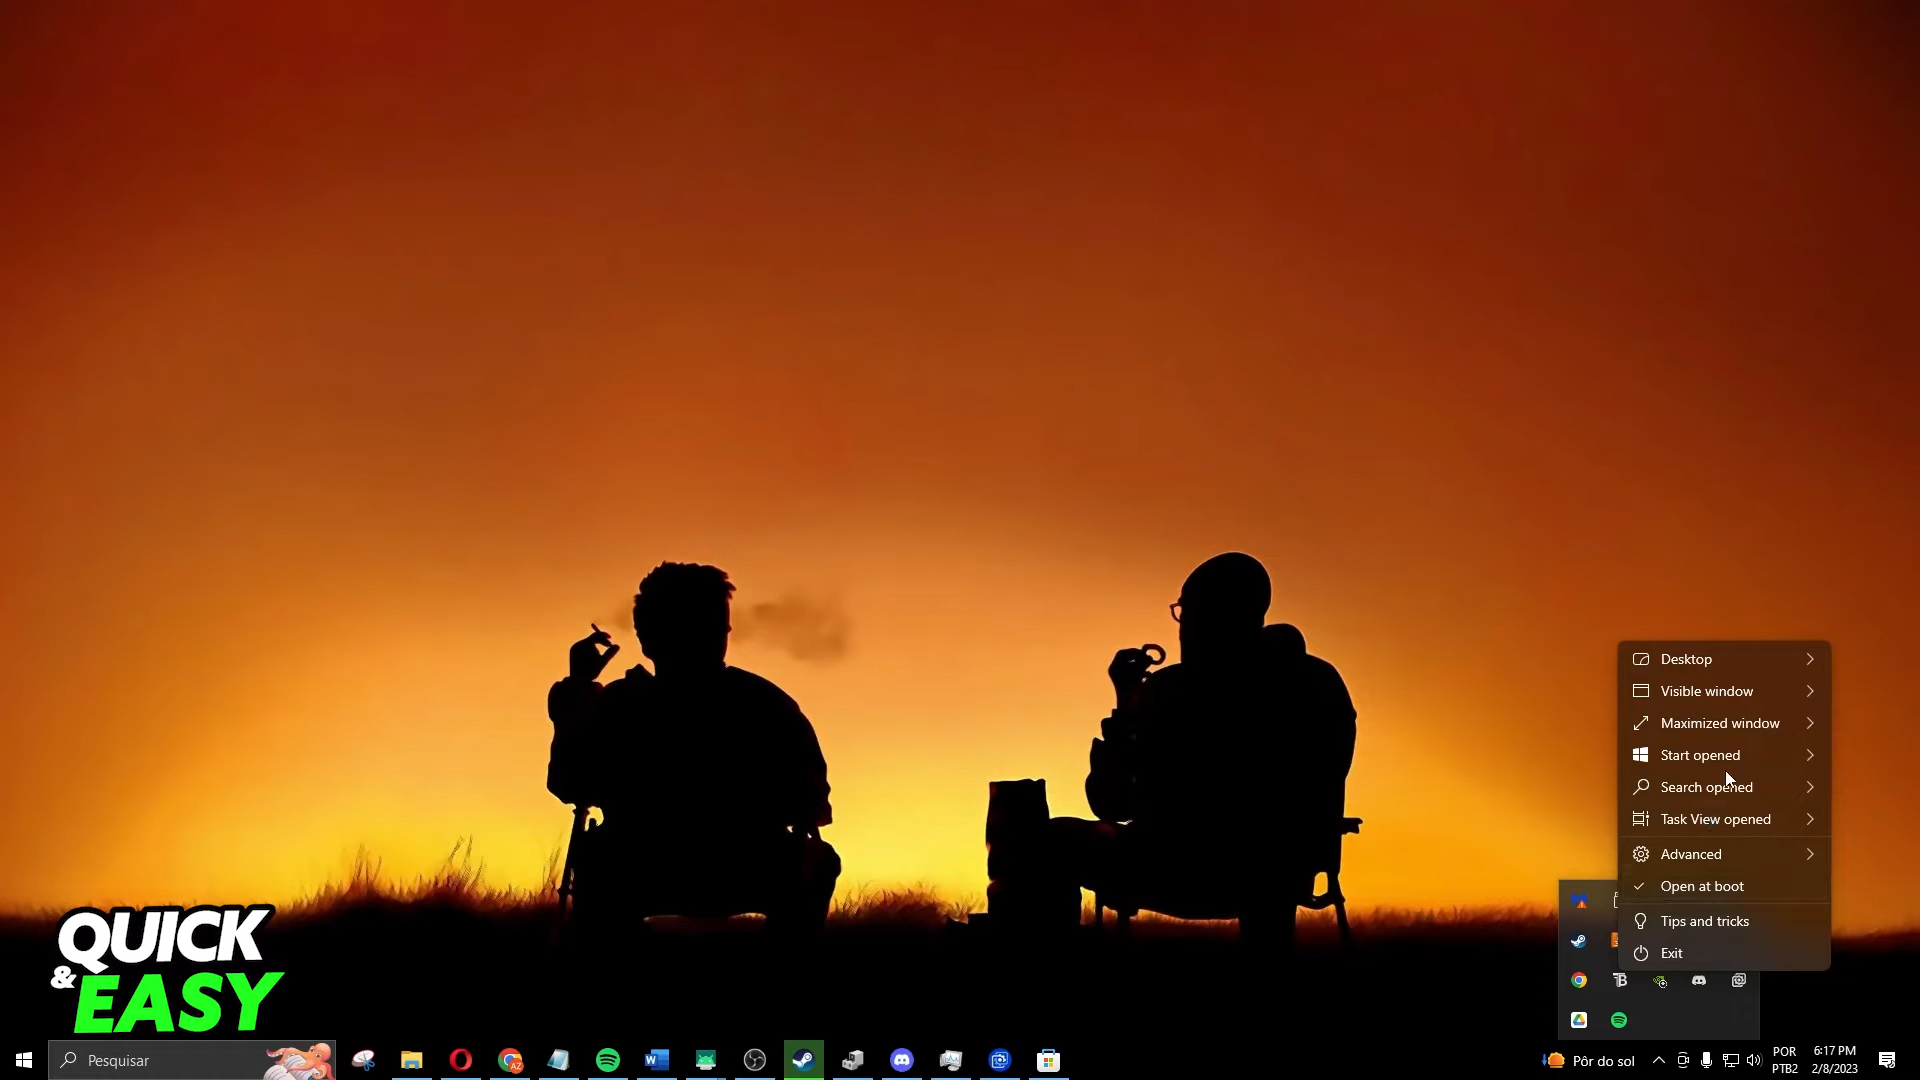 Desktop
Visible window
Maximized window
Start opened
Search opened
Task View opened
Advanced
Open at boot
Tips and tricks
Exit
QUICK
& EASY
Pesquisar
AZ
Pôr do sol
POR
PTB2
6:17 PM
2/8/2023